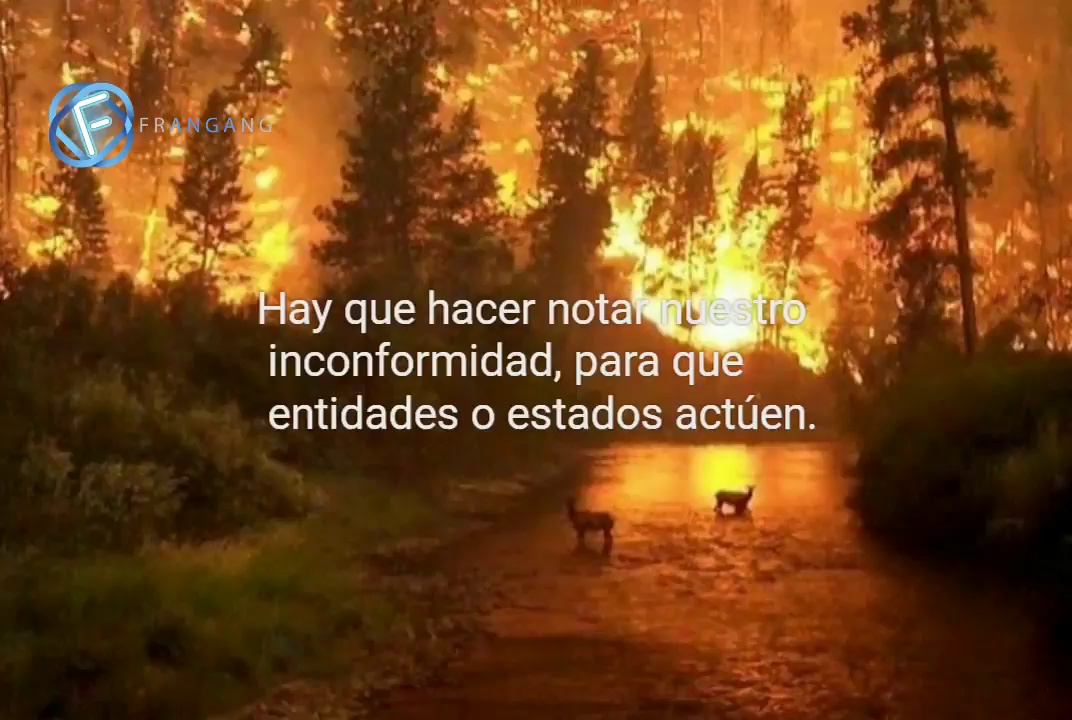 FRANGANG
Hay que hacer notar nuestro
inconformidad, para que
entidades o estados actúen.